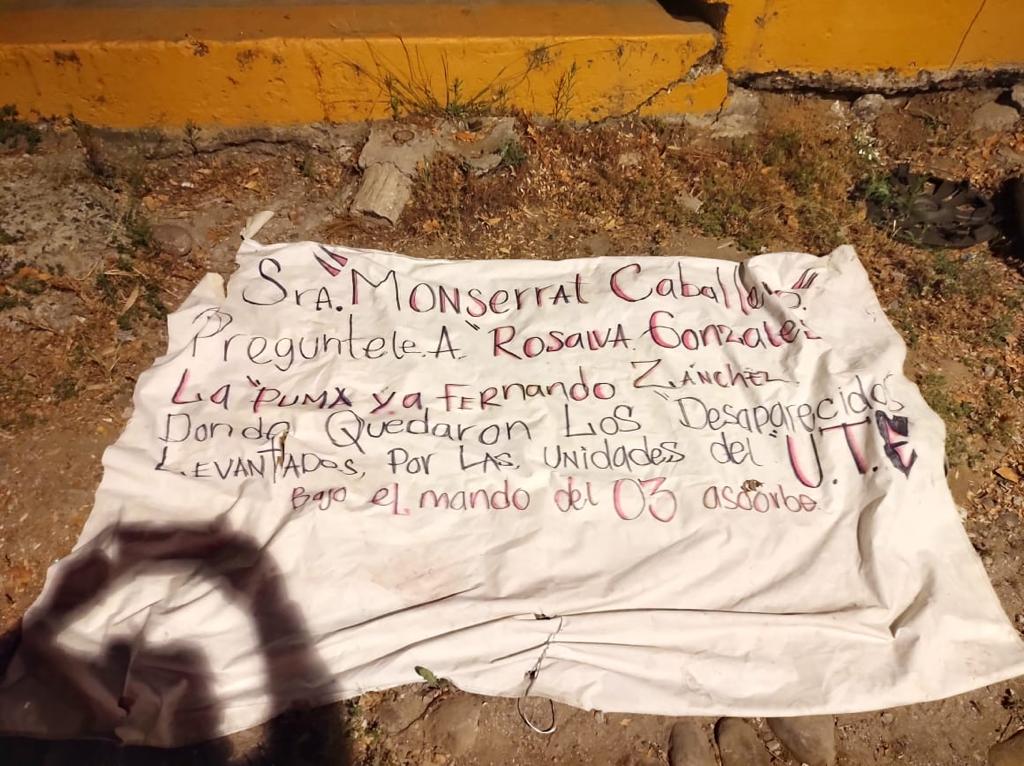 SrA. "MONserrat Caballero"
Preguntele A "ROSALVA Gonzalez
La "PUMA y a FERNANDO ZÁNCHEZ
Donde Quedaron LOS "Desaparecidos
LEVANTADOS, POR LAS UNIDADES del "U.T.E
Bajo el mando del 03 ascorbe.